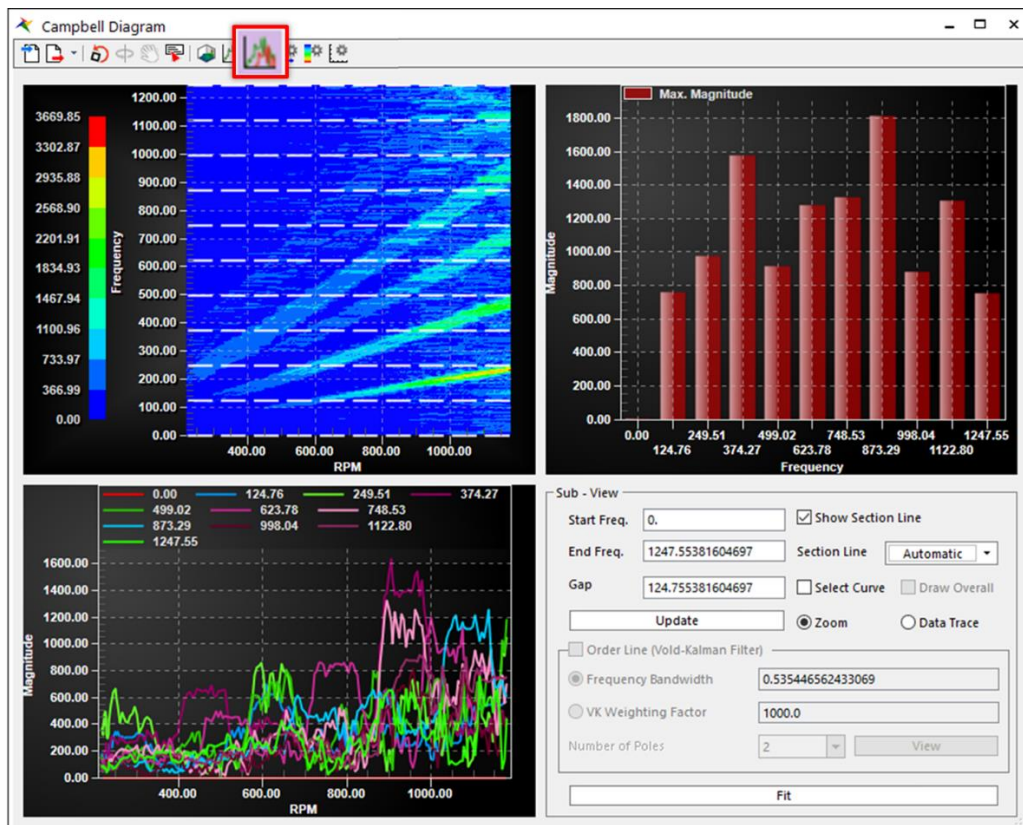 Campbell Diagram
1200.00
1100.00
1000.00
900.00
800.00
700.00
600.00
500.00
400.00
300.00
200.00
100.00
0.00
3669.85
3302.87
2935.88
2568.90
2201.91
1834.93
1467.94
1100.96
733.97
366.99
0.00
Frequency
400.00 600.00 800.00 1000.00
RPM
Max. Magnitude
1800.00
1600.00
1400.00
1200.00
1000.00
800.00
600.00
400.00
200.00
0.00
Magnitude
0.00 249.51 499.02 748.53 998.04 1247.55
124.76 374.27 623.78 873.29 1122.80
Frequency
0.00 124.76 249.51 374.27
499.02 623.78 748.53
873.29 998.04 1122.80
1247.55
1600.00
1400.00
1200.00
1000.00
800.00
600.00
400.00
200.00
0.00
Magnitude
400.00 600.00 800.00 1000.00
RPM
Sub - View
Start Freq. 0. Show Section Line
End Freq. 1247.55381604697 Section Line Automatic
Gap 124.755381604697 Select Curve Draw Overall
Update Zoom Data Trace
Order Line (Vold-Kalman Filter)
Frequency Bandwidth 0.535446562433069
VK Weighting Factor 1000.0
Number of Poles 2 View
Fit